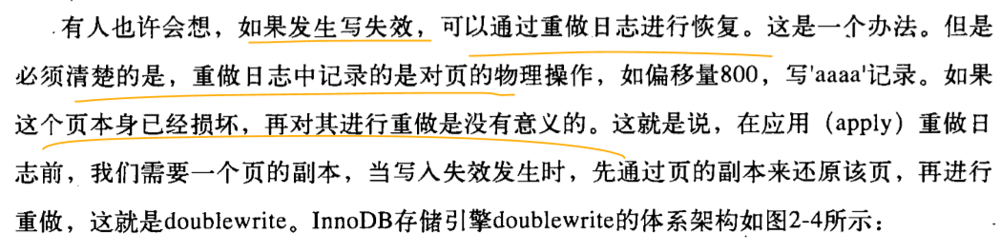 有人也许会想，如果发生写失效，可以通过重做日志进行恢复。这是一个办法。但是
必须清楚的是，重做日志中记录的是对页的物理操作，如偏移量800，写'aaaa'记录。如果
这个页本身已经损坏，再对其进行重做是没有意义的。这就是说，在应用（apply）重做日
志前，我们需要一个页的副本，当写入失效发生时，先通过页的副本来还原该页，再进行
重做，这就是doublewrite。InnoDB存储引擎doublewrite的体系架构如图2-4所示：